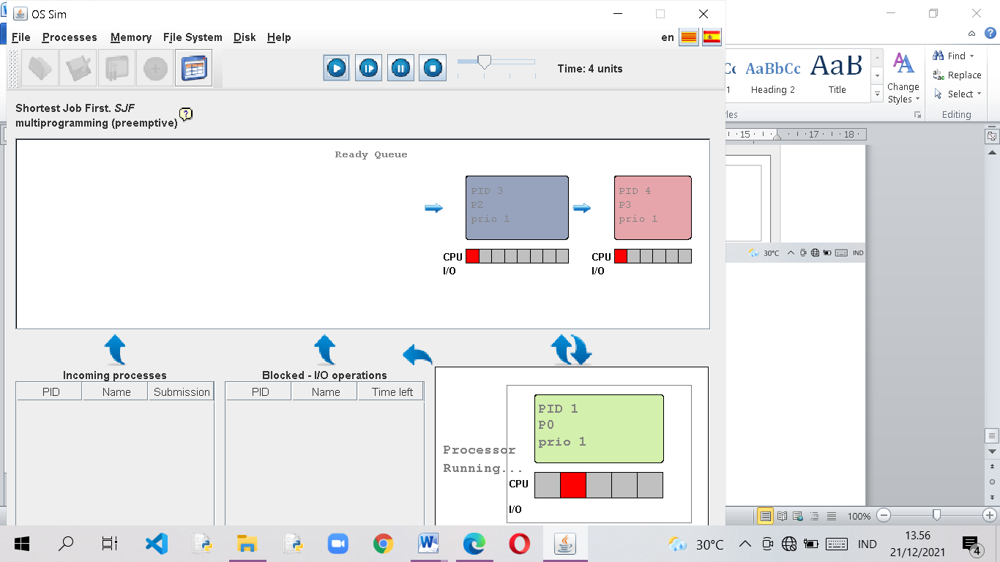 OS Sim
File Processes Memory File System Disk Help
en
Time: 4 units
Shortest Job First. SJF
multiprogramming (preemptive)
?
Ready Queue
PID 3
P2
prio 1
CPU
I/O
PID 4
P3
prio 1
CPU
I/O
Incoming processes
PID Name Submission
Blocked - I/O operations
PID Name Time left
Processor
Running...
PID 1
P0
prio 1
CPU
I/O
AaBbCc AaB
1 Heading 2 Title
Change
Styles
Find
Replace
Select
Editing
les
15 17 18
30°C IND
100%
30°C IND
13.56
21/12/2021
4